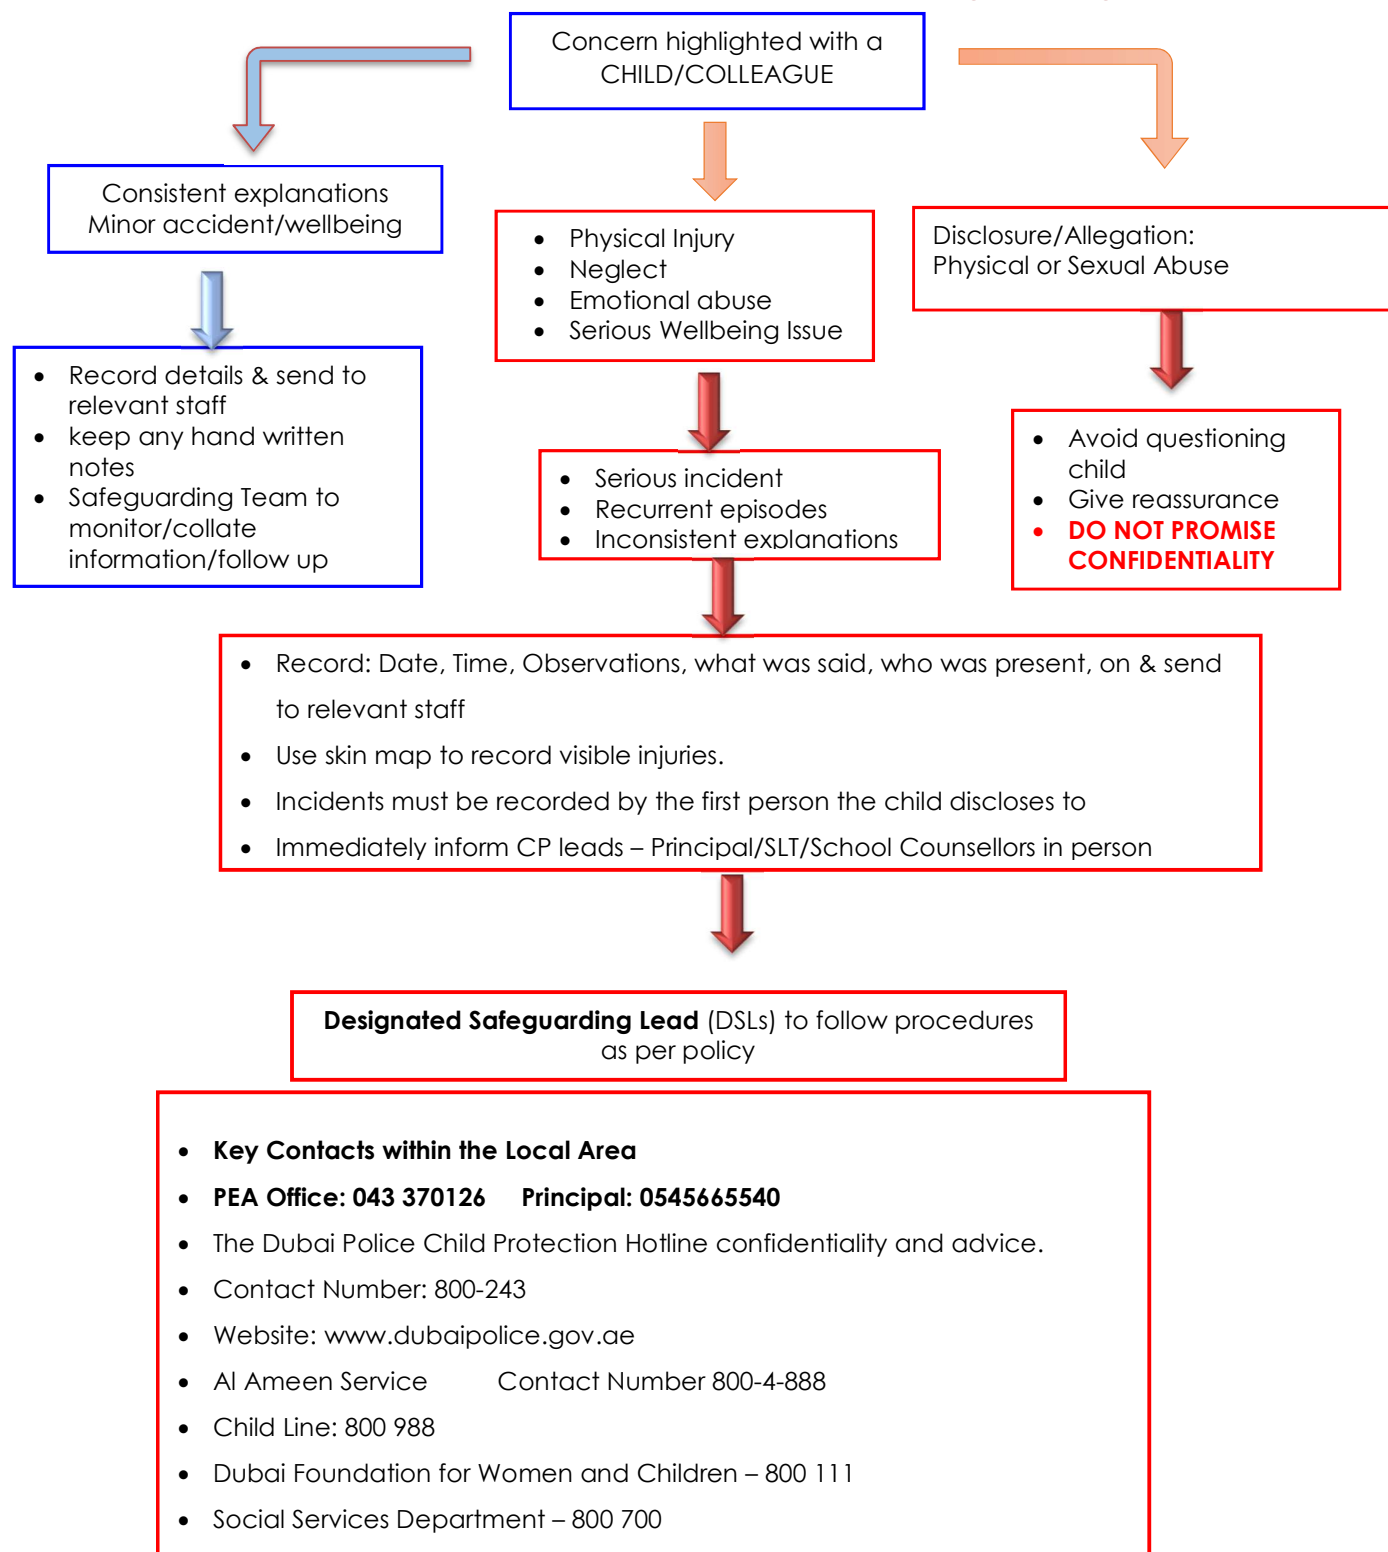 Concern highlighted with a
CHILD/COLLEAGUE
Consistent explanations
Minor accident/wellbeing
• Physical Injury
• Neglect
• Emotional abuse
• Serious Wellbeing Issue
Disclosure/Allegation:
Physical or Sexual Abuse
• Record details & send to
relevant staff
• keep any hand written
notes
• Safeguarding Team to
monitor/collate
information/follow up
• Serious incident
• Recurrent episodes
• Inconsistent explanations
• Avoid questioning
child
• Give reassurance
• DO NOT PROMISE
CONFIDENTIALITY
• Record: Date, Time, Observations, what was said, who was present, on & send
to relevant staff
• Use skin map to record visible injuries.
• Incidents must be recorded by the first person the child discloses to
• Immediately inform CP leads – Principal/SLT/School Counsellors in person
Designated Safeguarding Lead (DSLs) to follow procedures
as per policy
• Key Contacts within the Local Area
• PEA Office: 043 370126 Principal: 0545665540
• The Dubai Police Child Protection Hotline confidentiality and advice.
• Contact Number: 800-243
• Website: www.dubaipolice.gov.ae
• Al Ameen Service Contact Number 800-4-888
• Child Line: 800 988
• Dubai Foundation for Women and Children – 800 111
• Social Services Department – 800 700